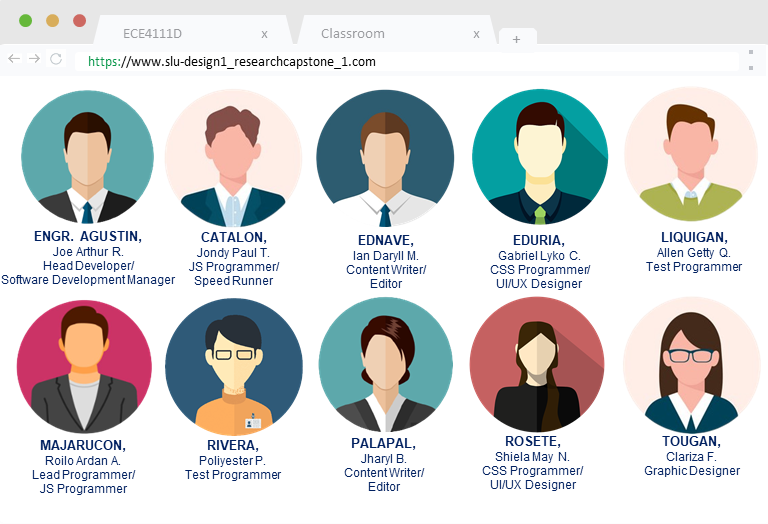 ECE4111D x Classroom x +
https://www.slu-design1_researchcapstone_1.com
ENGR. AGUSTIN,
Joe Arthur R.
Head Developer/
Software Development Manager
CATALON,
Jondy Paul T.
JS Programmer/
Speed Runner
EDNAVE,
Ian Daryll M.
Content Writer/
Editor
EDURIA,
Gabriel Lyko C.
CSS Programmer/
UI/UX Designer
LIQUIGAN,
Allen Getty Q.
Test Programmer
MAJARUCON,
Roilo Ardan A.
Lead Programmer/
JS Programmer
RIVERA,
Poliyester P.
Test Programmer
PALAPAL,
Jharyl B.
Content Writer/
Editor
ROSETE,
Shiela May N.
CSS Programmer/
UI/UX Designer
TOUGAN,
Clariza F.
Graphic Designer